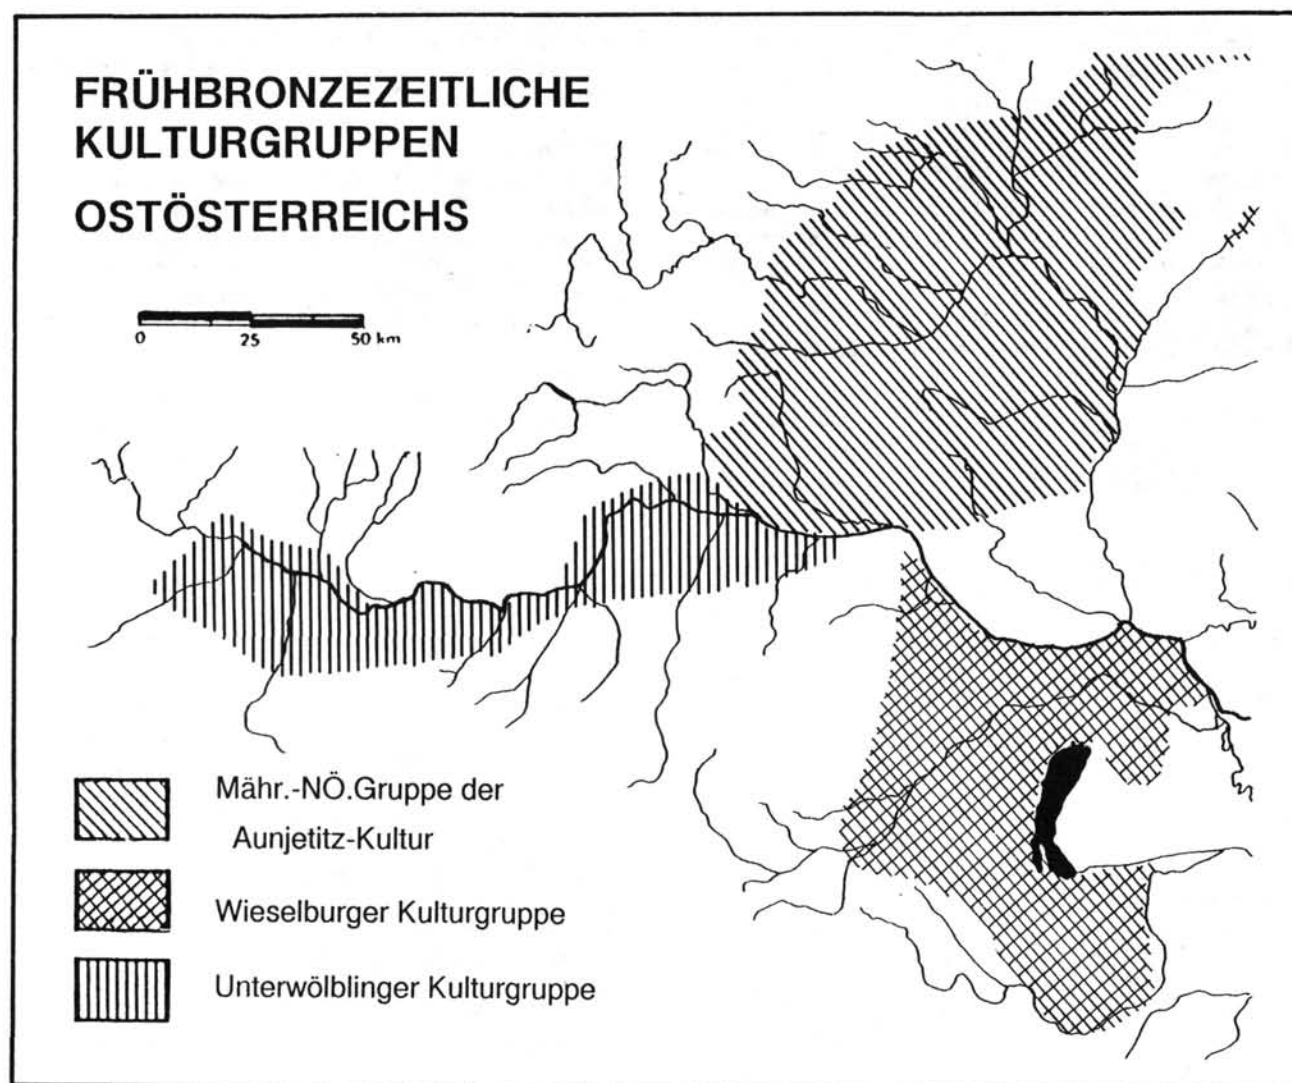 FRÜHBRONZEZEITLICHE
KULTURGRUPPEN
OSTÖSTERREICHS
0 25 50 km
Mähr.-NÖ.Gruppe der
Aunjetitz-Kultur
Wieselburger Kulturgruppe
Unterwölblinger Kulturgruppe